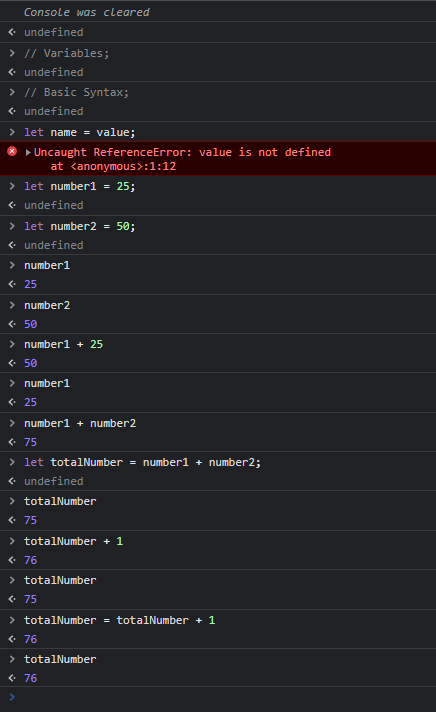 Console was cleared
undefined
// Variables;
undefined
// Basic Syntax;
undefined
let name = value;
Uncaught ReferenceError: value is not defined
at <anonymous>:1:12
let number1 = 25;
undefined
let number2 = 50;
undefined
number1
25
number2
50
number1 + 25
50
number1
25
number1 + number2
75
let totalNumber = number1 + number2;
undefined
totalNumber
75
totalNumber + 1
76
totalNumber
75
totalNumber = totalNumber + 1
76
totalNumber
76